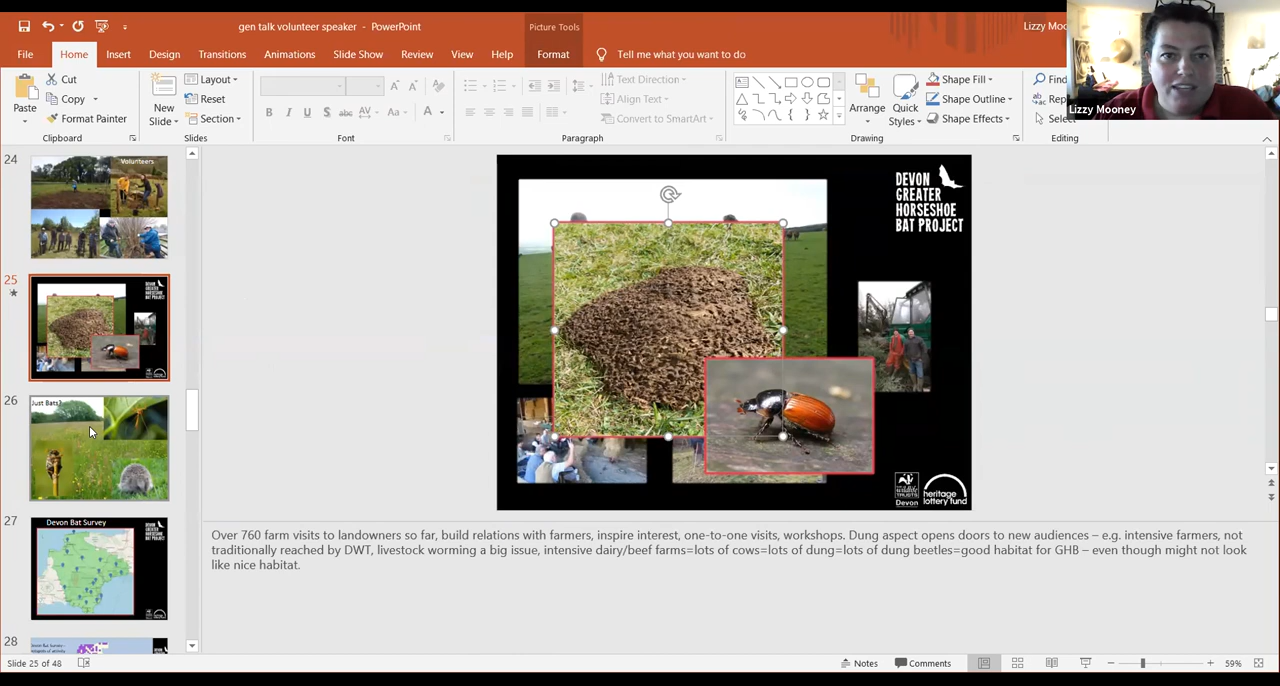 gen talk volunteer speaker - PowerPoint
Picture Tools
File
Home
Insert
Design
Transitions
Animations
Slide Show
Review
View
Help
Format
Tell me what you want to do
Lizzy Mooney
Paste
Cut
Copy
Format Painter
Clipboard
New
Slide
Layout
Reset
Section
Slides
B I U S abc AV Aa A
Font
Text Direction
Align Text
Convert to SmartArt
Paragraph
Arrange
Quick
Styles
Shape Fill
Shape Outline
Shape Effects
Drawing
Find
Select
Editing
24
Volunteers
25
26
Just Bats?
27
Devon Bat Survey
28
DEVON
GREATER
HORSESHOE
BAT PROJECT
Devon
heritage
lottery fund
Over 760 farm visits to landowners so far, build relations with farmers, inspire interest, one-to-one visits, workshops. Dung aspect opens doors to new audiences – e.g. intensive farmers, not
traditionally reached by DWT, livestock worming a big issue, intensive dairy/beef farms=lots of cows=lots of dung=lots of dung beetles=good habitat for GHB – even though might not look
like nice habitat.
Slide 25 of 48
Notes
Comments
59%